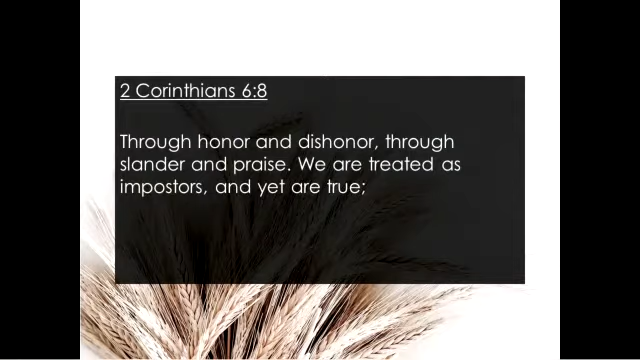 2 Corinthians 6:8
Through honor and dishonor, through
slander and praise. We are treated as
impostors, and yet are true;